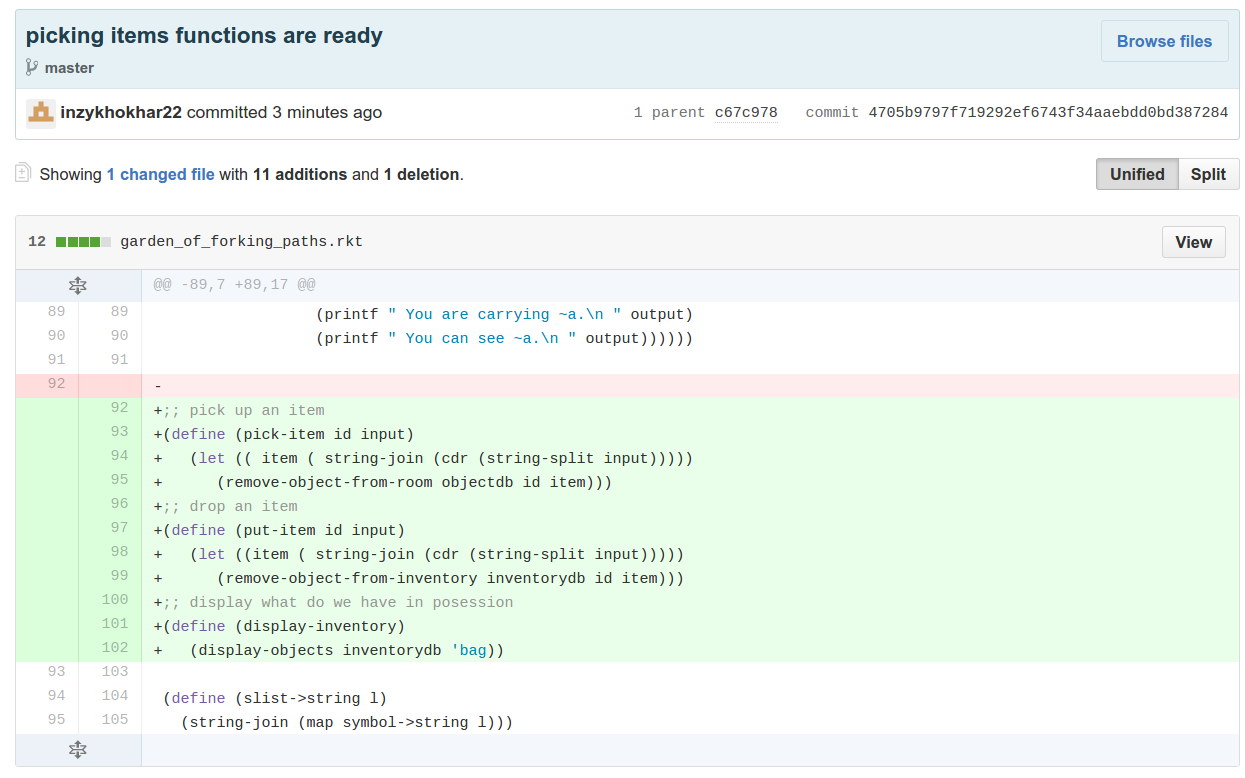 picking items functions are ready
Browse files
master
inzykhokhar22 committed 3 minutes ago
1 parent c67c978 commit 4705b9797f719292ef6743f34aaebdd0bd387284
Showing 1 changed file with 11 additions and 1 deletion.
Unified Split
12 garden_of_forking_paths.rkt
View
@@ -89,7 +89,17 @@
89 89 (printf " You are carrying ~a.\n " output)
90 90 (printf " You can see ~a.\n " output))))))
91 91
92 -
92 +;; pick up an item
93 +(define (pick-item id input)
94 + (let (( item ( string-join (cdr (string-split input)))))
95 + (remove-object-from-room objectdb id item)))
96 +;; drop an item
97 +(define (put-item id input)
98 + (let ((item ( string-join (cdr (string-split input)))))
99 + (remove-object-from-inventory inventorydb id item)))
100 +;; display what do we have in posession
101 +(define (display-inventory)
102 + (display-objects inventorydb 'bag))
93 103
94 104 (define (slist->string l)
95 105 (string-join (map symbol->string l)))